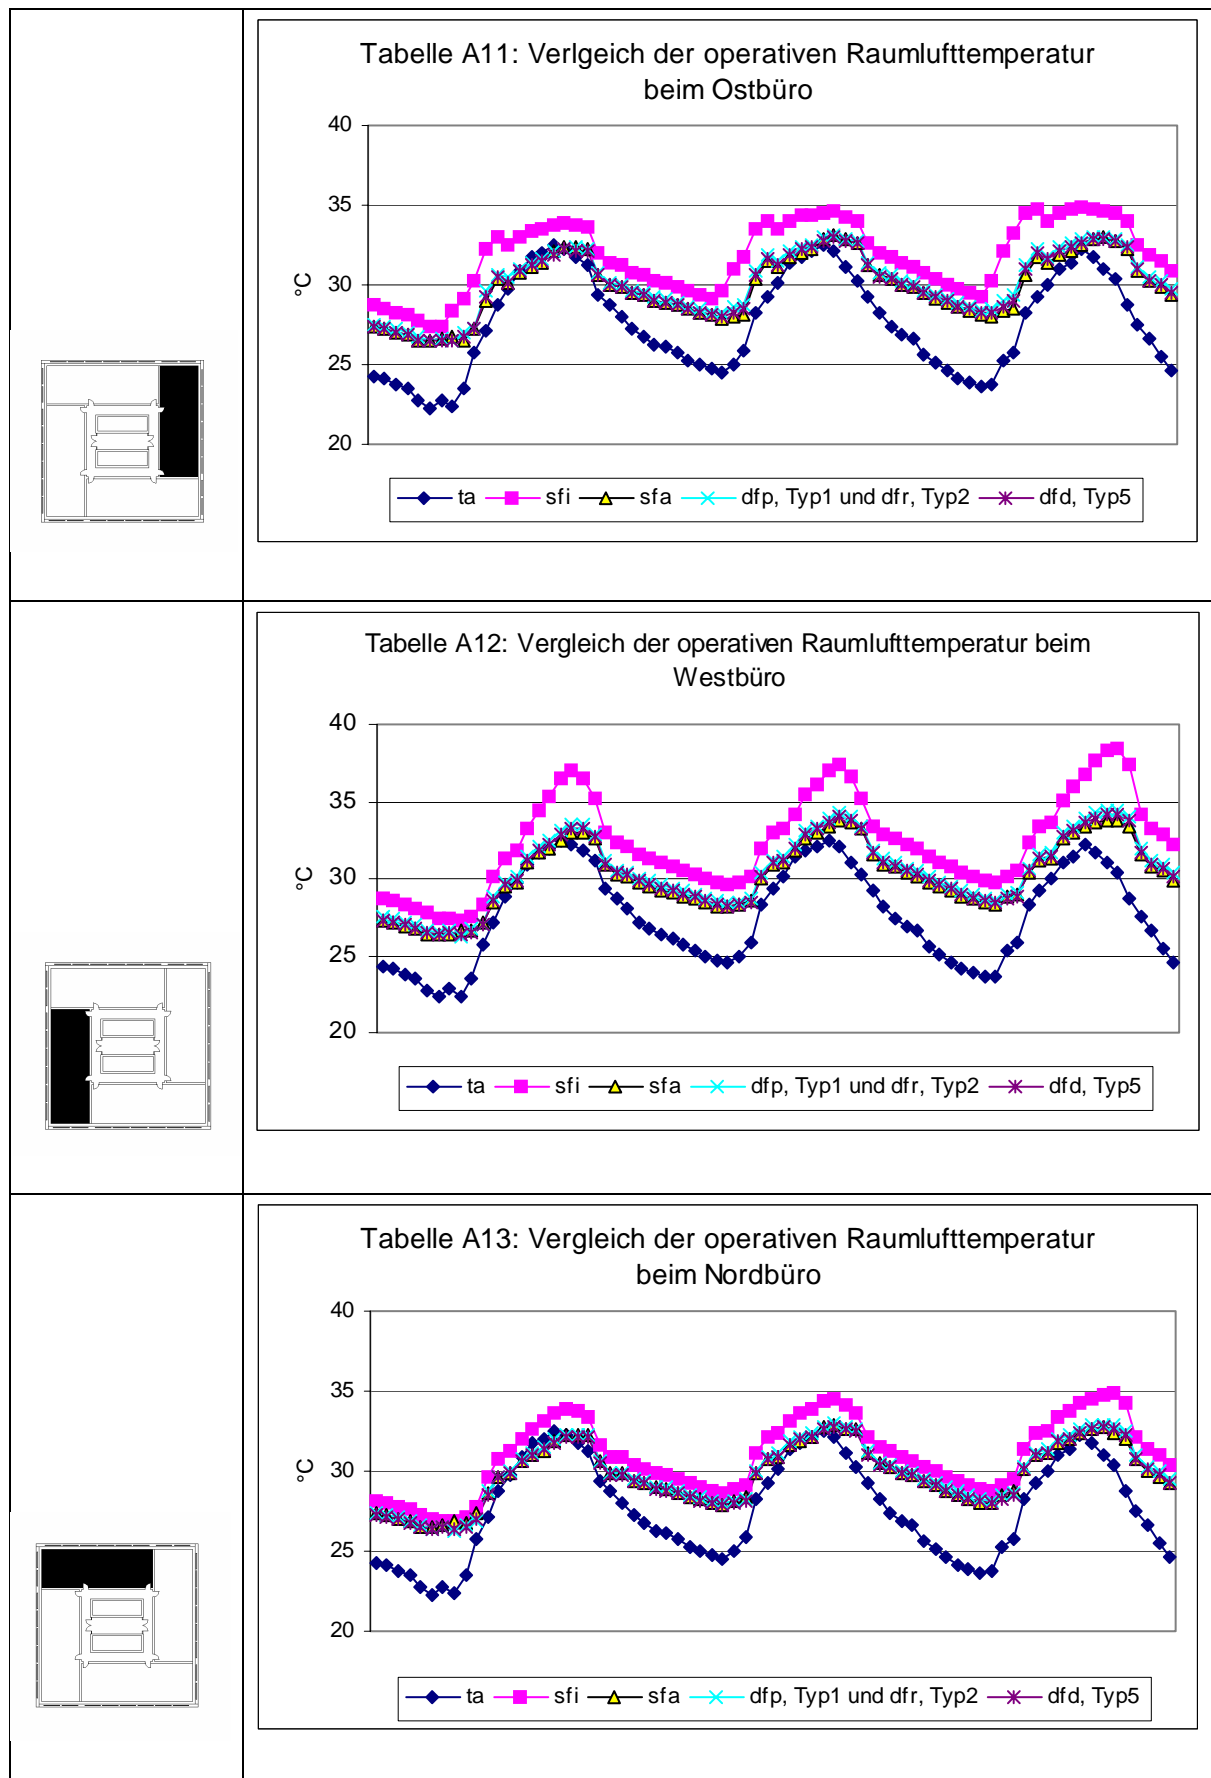 Tabelle A11: Verlgeich der operativen Raumlufttemperatur
beim Ostbüro
40
35
30
25
20
°C
ta sfi sfa dfp, Typ1 und dfr, Typ2 dfd, Typ5
Tabelle A12: Vergleich der operativen Raumlufttemperatur beim
Westbüro
40
35
30
25
20
°C
ta sfi sfa dfp, Typ1 und dfr, Typ2 dfd, Typ5
Tabelle A13: Vergleich der operativen Raumlufttemperatur
beim Nordbüro
40
35
30
25
20
°C
ta sfi sfa dfp, Typ1 und dfr, Typ2 dfd, Typ5